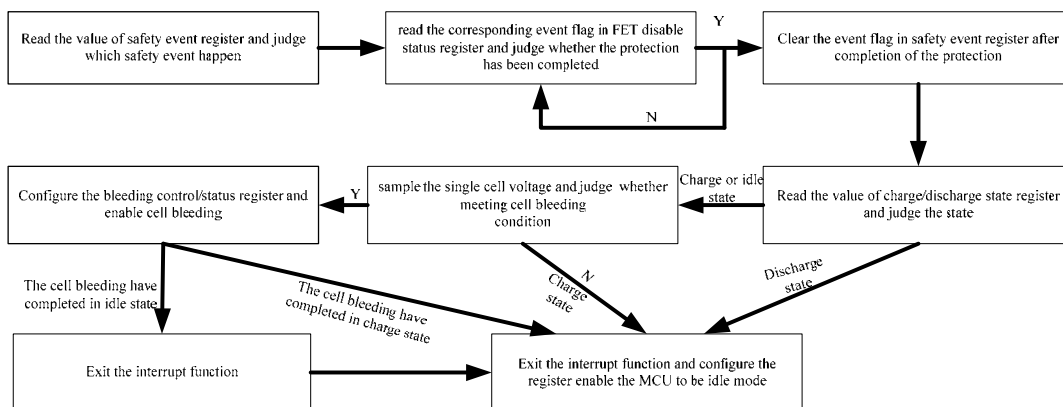 Read the value of safety event register and judge
which safety event happen
read the corresponding event flag in FET disable
status register and judge whether the protection
has been completed
Y
N
Clear the event flag in safety event register after
completion of the protection
Read the value of charge/discharge state register
and judge the state
Charge or idle
state
sample the single cell voltage and judge whether
meeting cell bleeding
condition
Y
Configure the bleeding control/status register and
enable cell bleeding
The cell bleeding have
completed in idle state
The cell bleeding have
completed in charge state
N
Charge
state
Discharge
state
Exit the interrupt function
Exit the interrupt function and configure the
register enable the MCU to be idle mode